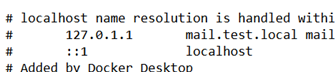 # localhost name resolution is handled withi
# 127.0.1.1 mail.test.local mail
# ::1 localhost
# Added by Docker Desktop